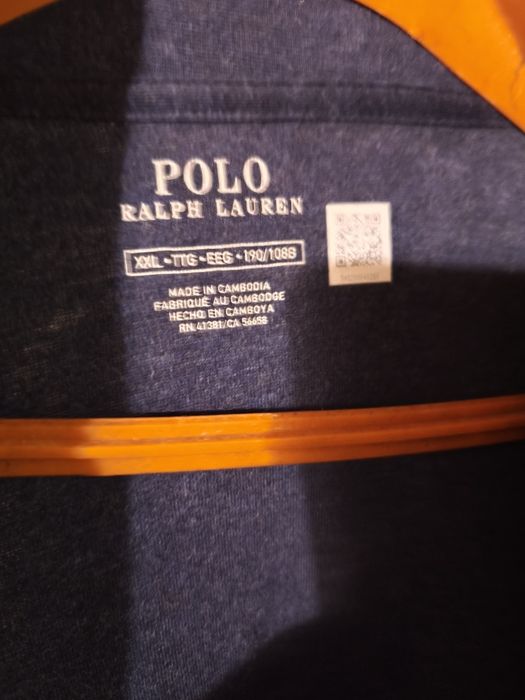 POLO
RALPH LAUREN
XXL • TTG • EEG • 190/108B
MADE IN CAMBODIA
FABRIQUÉ AU CAMBODGE
HECHO EN CAMBOYA
RN 41381/CA 56658